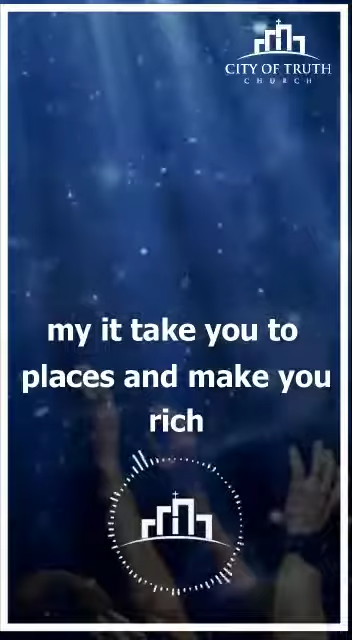 CITY OF TRUTH
CHURCH
my it take you to
places and make you
rich